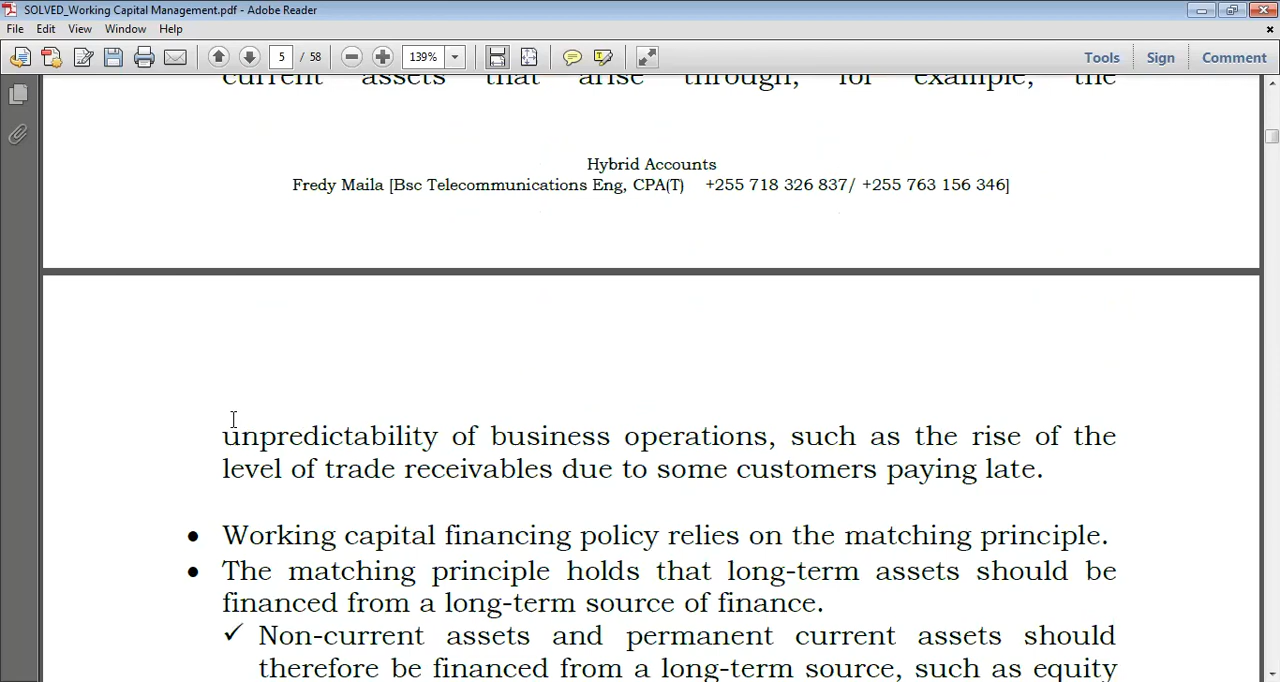 SOLVED_Working Capital Management.pdf - Adobe Reader
File Edit View Window Help
5 / 58 139% Tools Sign Comment
current assets that arise through, for example, the
Hybrid Accounts
Fredy Maila [Bsc Telecommunications Eng, CPA(T) +255 718 326 837/ +255 763 156 346]
unpredictability of business operations, such as the rise of the
level of trade receivables due to some customers paying late.
• Working capital financing policy relies on the matching principle.
• The matching principle holds that long-term assets should be
financed from a long-term source of finance.
✓ Non-current assets and permanent current assets should
therefore be financed from a long-term source, such as equity